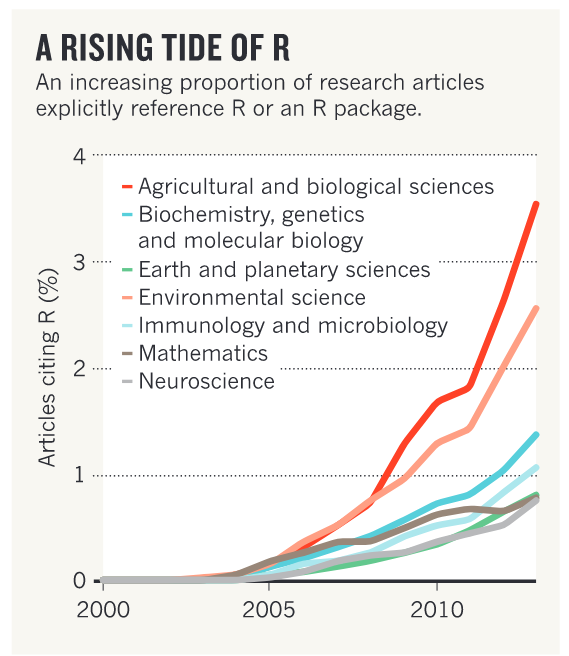 A RISING TIDE OF R
An increasing proportion of research articles
explicitly reference R or an R package.
4
3
2
1
0
Articles citing R (%)
Agricultural and biological sciences
Biochemistry, genetics
and molecular biology
Earth and planetary sciences
Environmental science
Immunology and microbiology
Mathematics
Neuroscience
2000
2005
2010